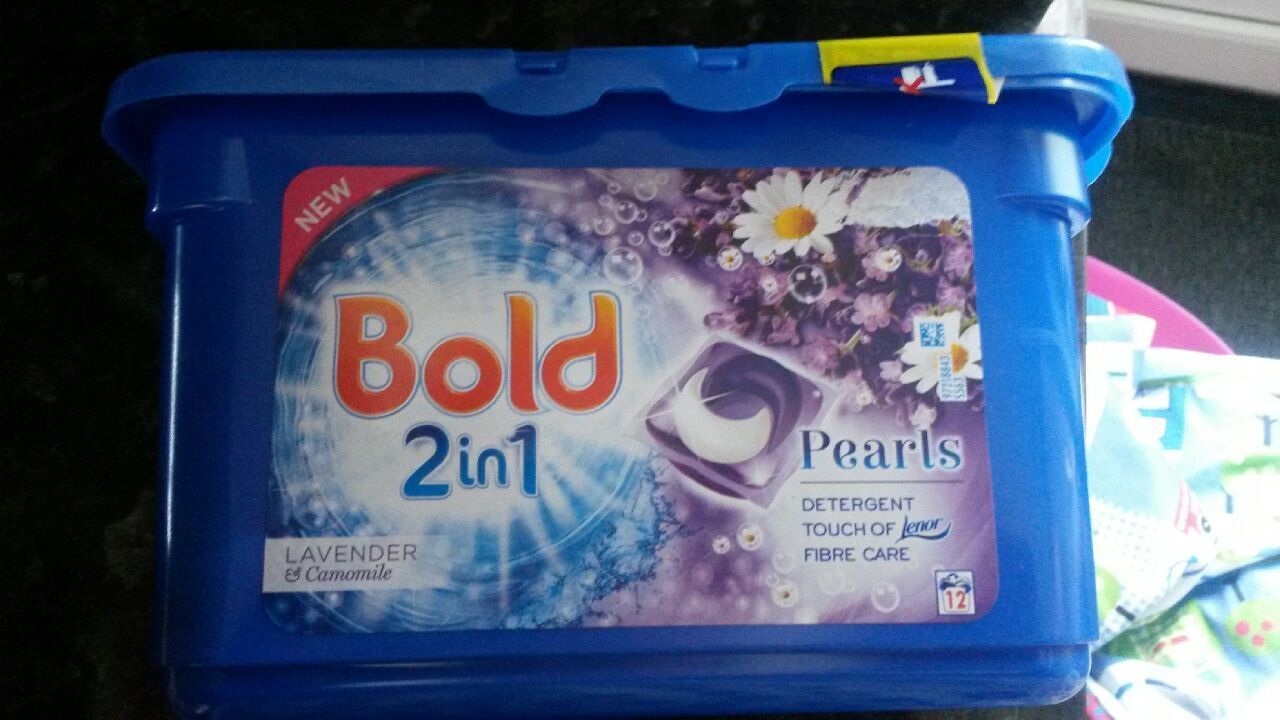 NEW
Bold
2in1
LAVENDER
& Camomile
Pearls
DETERGENT
TOUCH OF Lenor
FIBRE CARE
12